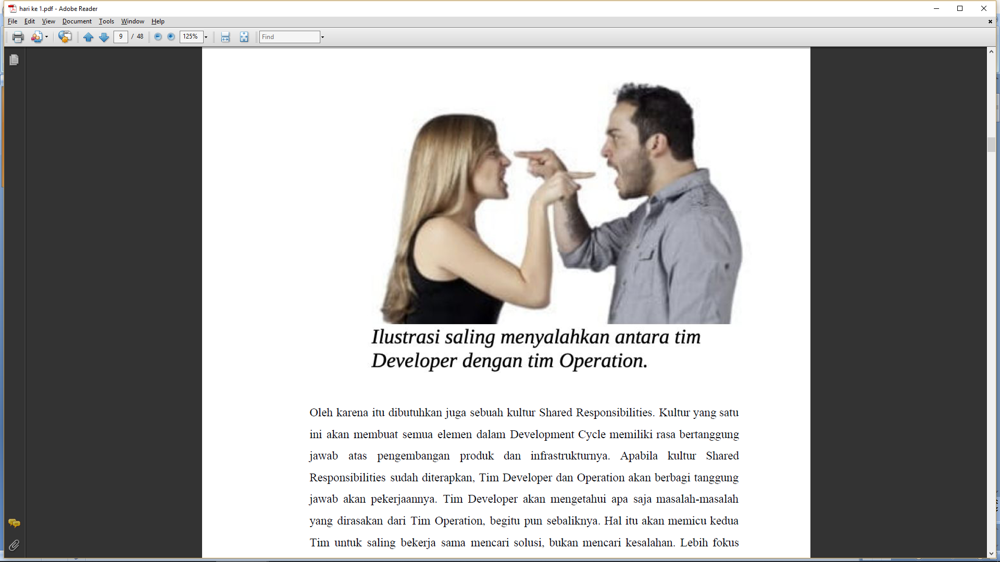 hari ke 1.pdf - Adobe Reader
File Edit View Document Tools Window Help
9 / 48 125% Find
Ilustrasi saling menyalahkan antara tim
Developer dengan tim Operation.
Oleh karena itu dibutuhkan juga sebuah kultur Shared Responsibilities. Kultur yang satu
ini akan membuat semua elemen dalam Development Cycle memiliki rasa bertanggung
jawab atas pengembangan produk dan infrastrukturnya. Apabila kultur Shared
Responsibilities sudah diterapkan, Tim Developer dan Operation akan berbagi tanggung
jawab akan pekerjaannya. Tim Developer akan mengetahui apa saja masalah-masalah
yang dirasakan dari Tim Operation, begitu pun sebaliknya. Hal itu akan memicu kedua
Tim untuk saling bekerja sama mencari solusi, bukan mencari kesalahan. Lebih fokus